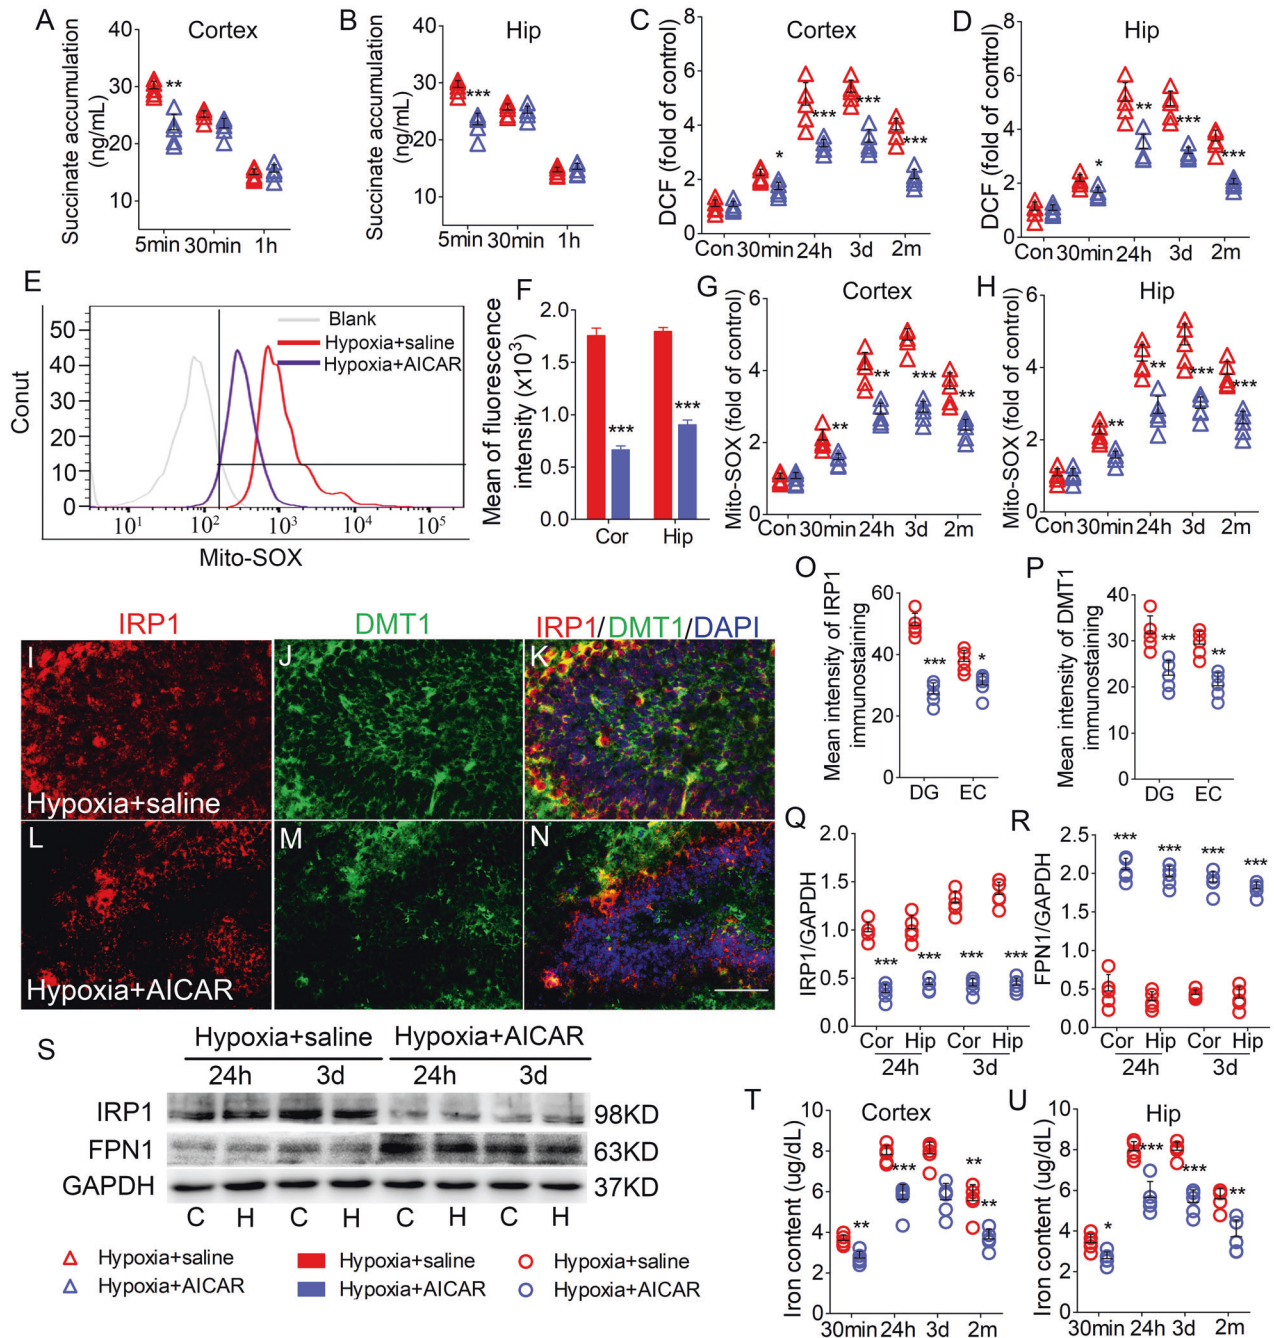 A
Cortex
Succinate accumulation
(ng/mL)
40
30
20
10
**
5min 30min 1h
B
Hip
Succinate accumulation
(ng/mL)
40
30
20
10
***
5min 30min 1h
C
Cortex
DCF (fold of control)
8
6
4
2
0
* *** *** ***
Con 30min 24h 3d 2m
D
Hip
DCF (fold of control)
8
6
4
2
0
* ** *** ***
Con 30min 24h 3d 2m
E
Conut
50
40
30
20
10
0
Blank
Hypoxia+saline
Hypoxia+AICAR
10¹ 10² 10³ 10⁴ 10⁵
Mito-SOX
F
Mean of fluorescence
intensity (x10³)
2.0
1.5
1.0
0.5
0.0
*** ***
Cor Hip
G
Cortex
Mito-SOX (fold of control)
6
4
2
0
** ** *** **
Con 30min 24h 3d 2m
H
Hip
Mito-SOX (fold of control)
6
4
2
0
** ** *** ***
Con 30min 24h 3d 2m
IRP1
DMT1
IRP1/DMT1/DAPI
I
J
K
Hypoxia+saline
L
M
N
Hypoxia+AICAR
O
Mean intensity of IRP1
immunostaining
60
40
20
0
*** *
DG EC
P
Mean intensity of DMT1
immunostaining
40
30
20
10
0
** **
DG EC
Q
IRP1/GAPDH
2.0
1.5
1.0
0.5
0.0
*** *** *** ***
Cor Hip Cor Hip
24h 3d
R
FPN1/GAPDH
2.5
2.0
1.5
1.0
0.5
0.0
*** *** *** ***
Cor Hip Cor Hip
24h 3d
S
Hypoxia+saline Hypoxia+AICAR
24h 3d 24h 3d
IRP1 98KD
FPN1 63KD
GAPDH 37KD
C H C H C H C H
T
Cortex
Iron content (ug/dL)
10
8
6
4
2
0
** *** ** **
30min 24h 3d 2m
U
Hip
Iron content (ug/dL)
10
8
6
4
2
0
* *** *** **
30min 24h 3d 2m
Hypoxia+saline Hypoxia+saline Hypoxia+saline
Hypoxia+AICAR Hypoxia+AICAR Hypoxia+AICAR